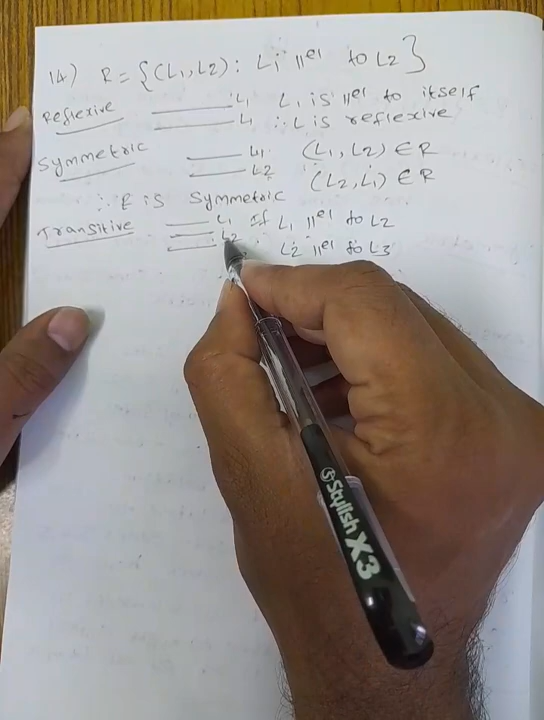 14) R = {(L1, L2) : L1 ||el to L2}
Reflexive L1 L1 is ||el to itself
L1 ∴ L is reflexive
Symmetric L1 (L1, L2) ∈ R
L2 (L2, L1) ∈ R
∴ R is Symmetric
Transitive L1 If L1 ||el to L2
L2 L2 ||el to L3
Stylish X3